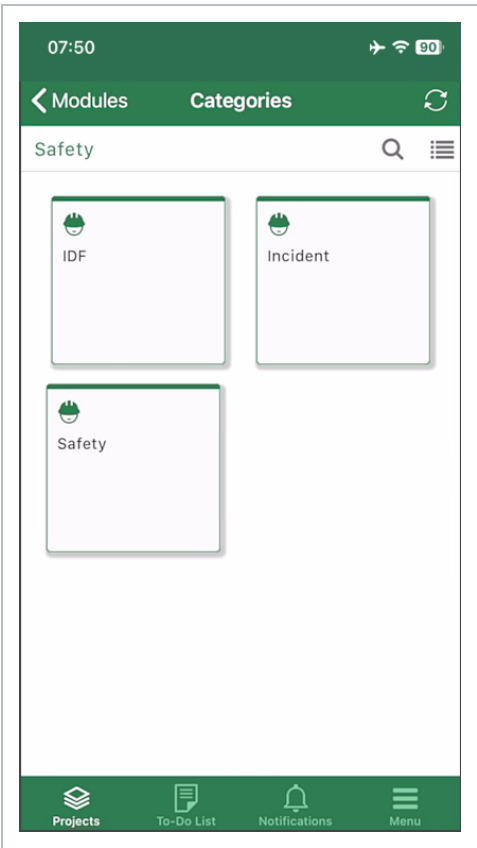 07:50 90
Modules Categories
Safety
IDF Incident
Safety
Projects To-Do List Notifications Menu